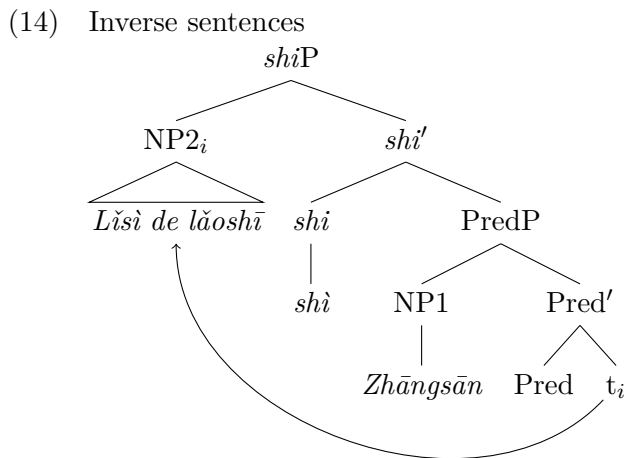 (14) Inverse sentences
shiP
NP2i shi′
Lǐsì de lǎoshī shi PredP
shì NP1 Pred′
Zhāngsān Pred ti